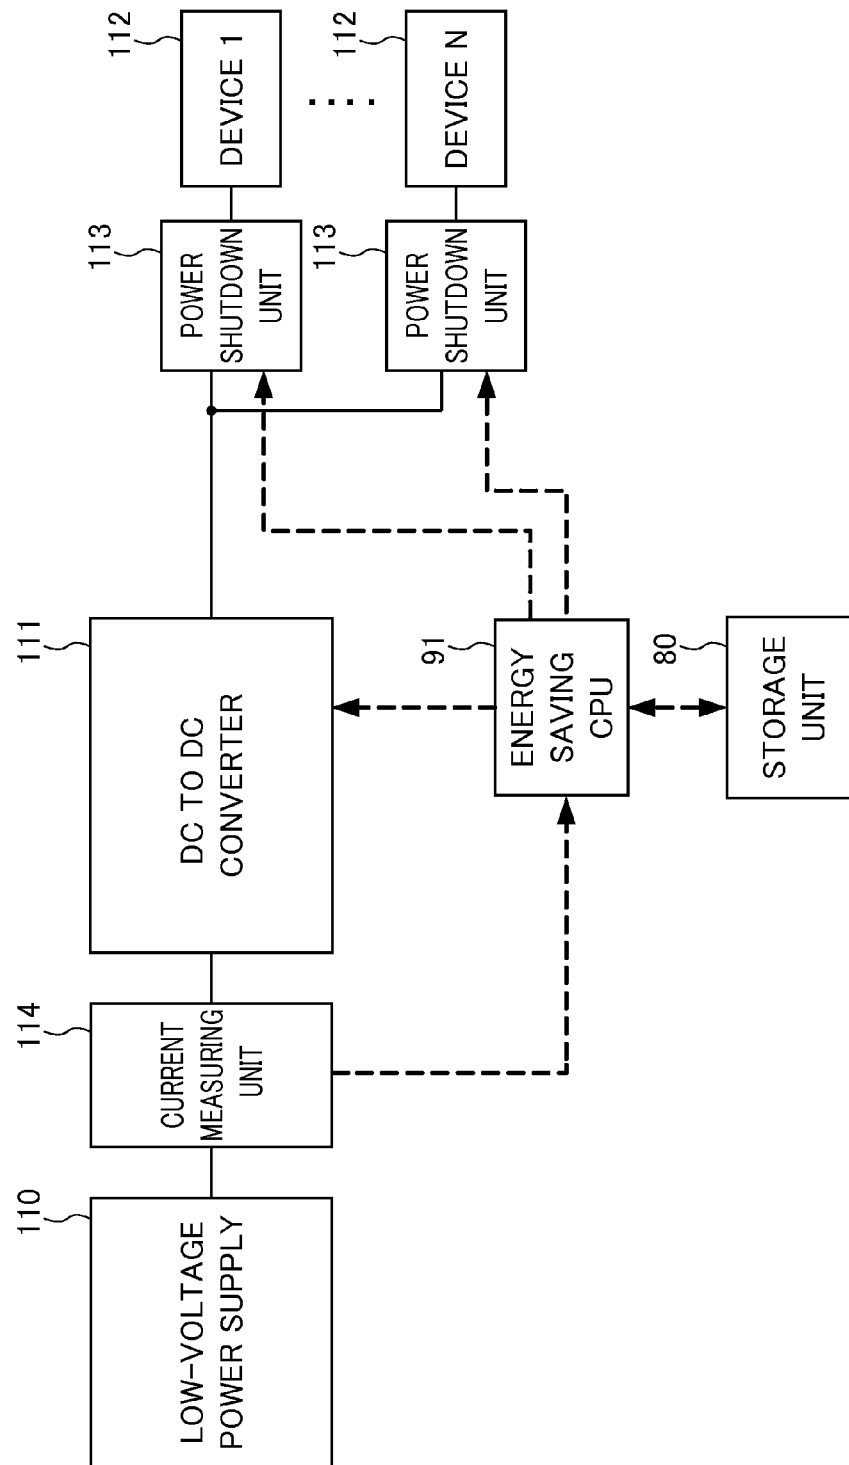 110
LOW-VOLTAGE
POWER SUPPLY
114
CURRENT
MEASURING
UNIT
111
DC TO DC
CONVERTER
113
POWER
SHUTDOWN
UNIT
112
DEVICE 1
....
113
POWER
SHUTDOWN
UNIT
112
DEVICE N
91
ENERGY
SAVING
CPU
80
STORAGE
UNIT